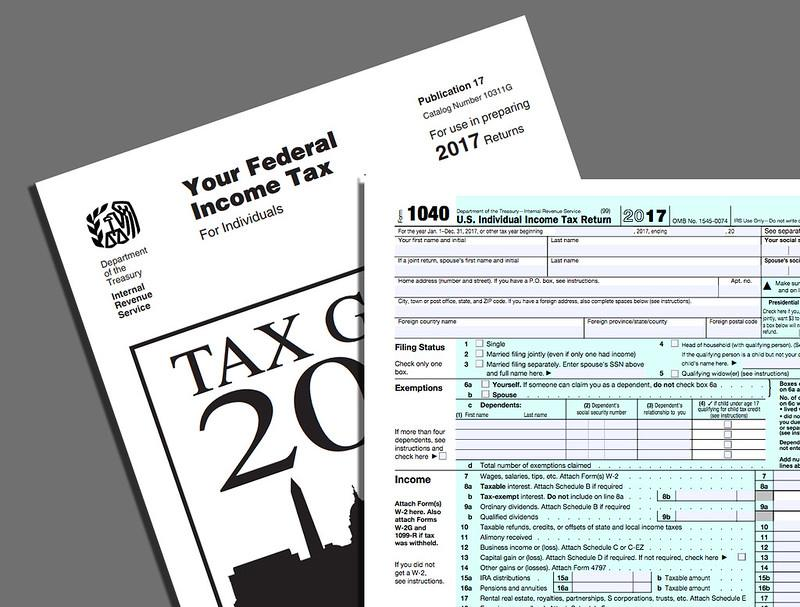 Publication 17
Catalog Number 10311G
For use in preparing
2017 Returns
Your Federal
Income Tax
For Individuals
Department
of the
Treasury
Internal
Revenue
Service
TAX G
20
Form 1040 Department of the Treasury—Internal Revenue Service (99)
U.S. Individual Income Tax Return 2017 OMB No. 1545-0074 IRS Use Only—Do not write o
For the year Jan. 1–Dec. 31, 2017, or other tax year beginning , 2017, ending , 20 See separat
Your first name and initial Last name Your social s
If a joint return, spouse's first name and initial Last name Spouse's soci
Home address (number and street). If you have a P.O. box, see instructions. Apt. no. ▲ Make sur
and on l
City, town or post office, state, and ZIP code. If you have a foreign address, also complete spaces below (see instructions). Presidential
Check here if you,
jointly, want $3 to
Foreign country name Foreign province/state/county Foreign postal code a box below will n
refund.
Filing Status
Check only one
box.
1 Single 4 Head of household (with qualifying person). (S
2 Married filing jointly (even if only one had income) If the qualifying person is a child but not your d
3 Married filing separately. Enter spouse's SSN above child's name here. ▶
and full name here. ▶ 5 Qualifying widow(er) (see instructions)
Exemptions
6a Yourself. If someone can claim you as a dependent, do not check box 6a
b Spouse
c Dependents: (2) Dependent's social security number (3) Dependent's relationship to you (4) ✓ if child under age 17 qualifying for child tax credit (see instructions)
(1) First name Last name
If more than four
dependents, see
instructions and
check here ▶
d Total number of exemptions claimed
Boxes c
on 6a a
No. of c
on 6c w
• lived w
• did no
you due
or sepa
(see ins
Depend
not ente
Add nu
lines ab
Income
Attach Form(s)
W-2 here. Also
attach Forms
W-2G and
1099-R if tax
was withheld.
If you did not
get a W-2,
see instructions.
7 Wages, salaries, tips, etc. Attach Form(s) W-2 7
8a Taxable interest. Attach Schedule B if required 8a
b Tax-exempt interest. Do not include on line 8a 8b
9a Ordinary dividends. Attach Schedule B if required 9a
b Qualified dividends 9b
10 Taxable refunds, credits, or offsets of state and local income taxes 10
11 Alimony received 11
12 Business income or (loss). Attach Schedule C or C-EZ 12
13 Capital gain or (loss). Attach Schedule D if required. If not required, check here ▶ 13
14 Other gains or (losses). Attach Form 4797 14
15a IRA distributions 15a b Taxable amount 15b
16a Pensions and annuities 16a b Taxable amount 16b
17 Rental real estate, royalties, partnerships, S corporations, trusts, etc. Attach Schedule E 17